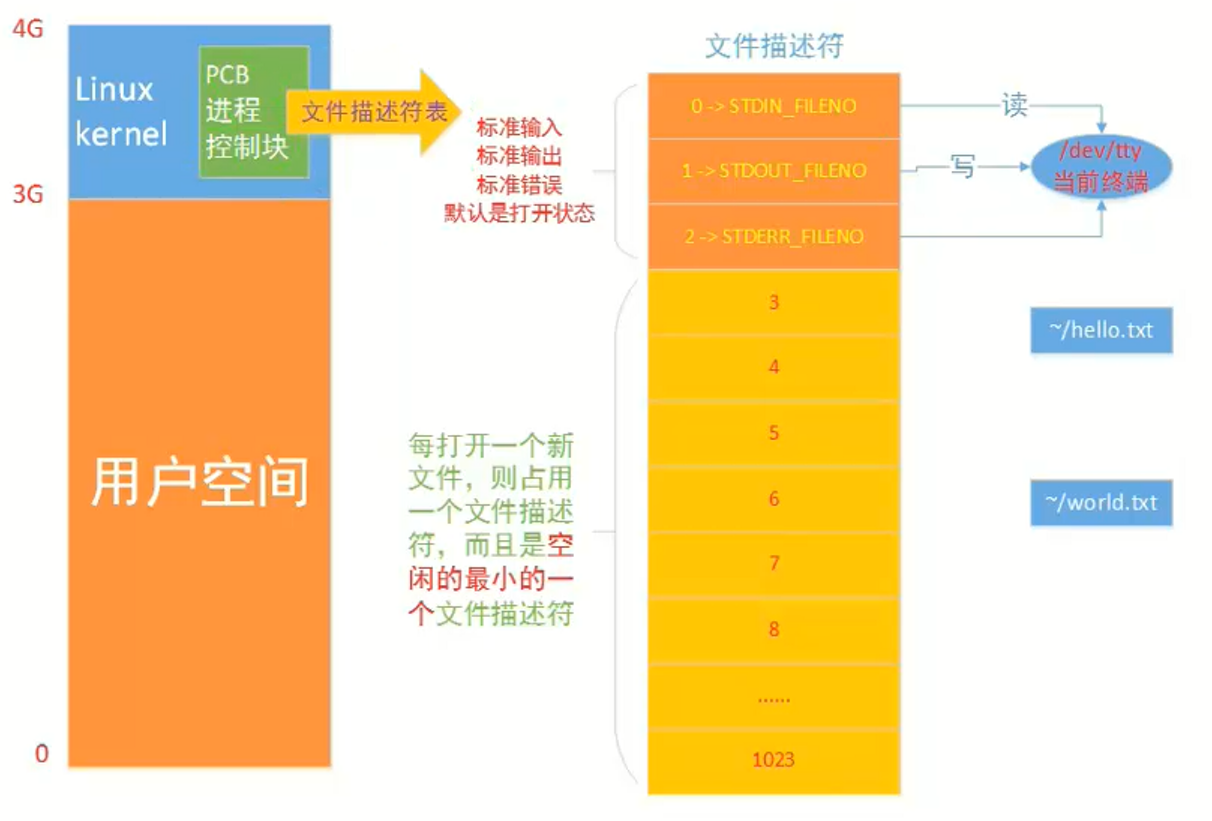 4G
Linux
kernel
PCB
进程
控制块
文件描述符表
3G
用户空间
0
标准输入
标准输出
标准错误
默认是打开状态
每打开一个新
文件，则占用
一个文件描述
符，而且是空
闲的最小的一
个文件描述符
文件描述符
0 -> STDIN_FILENO
1 -> STDOUT_FILENO
2 -> STDERR_FILENO
3
4
5
6
7
8
……
1023
读
写
/dev/tty
当前终端
~/hello.txt
~/world.txt